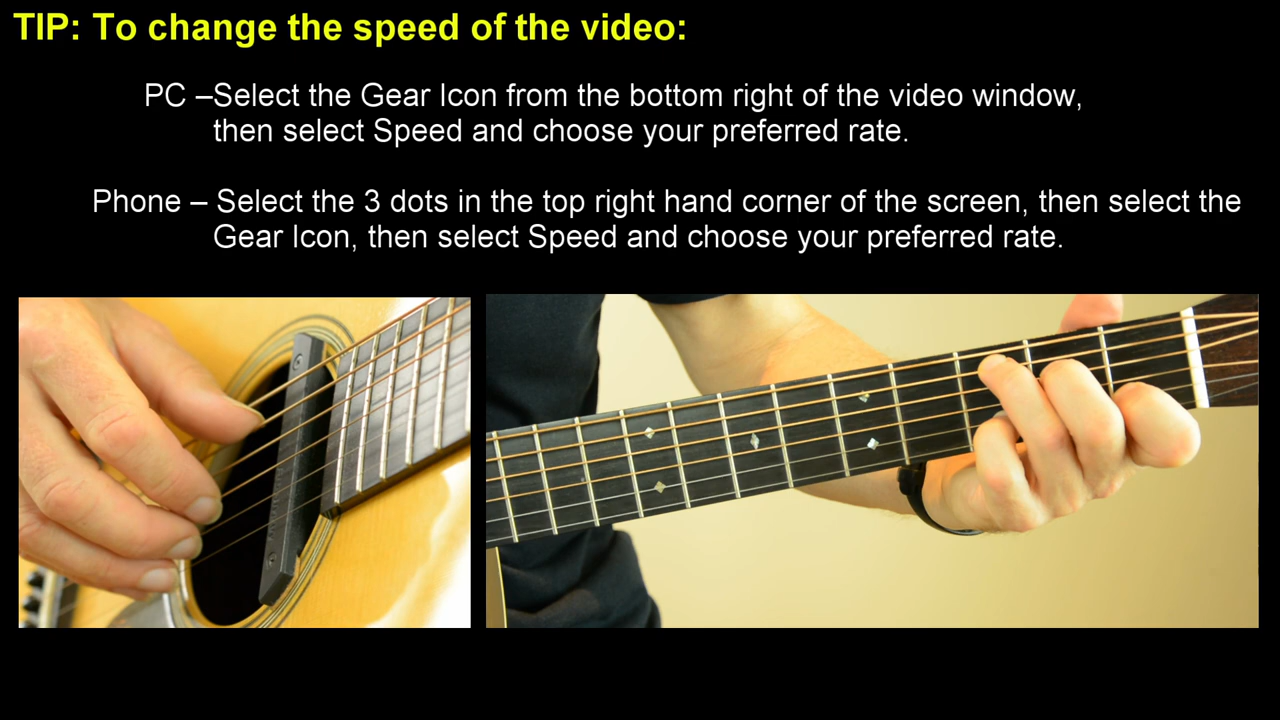 TIP: To change the speed of the video:
PC –Select the Gear Icon from the bottom right of the video window,
then select Speed and choose your preferred rate.
Phone – Select the 3 dots in the top right hand corner of the screen, then select the
Gear Icon, then select Speed and choose your preferred rate.